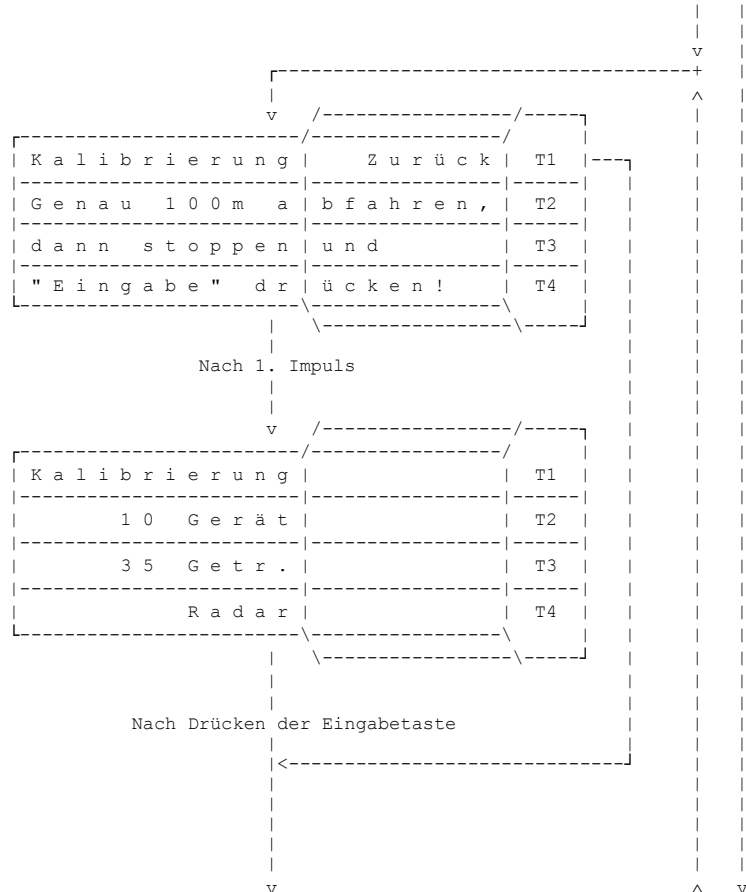 Kalibrierung Zurück T1
Genau 100m abfahren, T2
dann stoppen und T3
"Eingabe" drücken! T4
Nach 1. Impuls
Kalibrierung T1
10 Gerät T2
35 Getr. T3
Radar T4
Nach Drücken der Eingabetaste